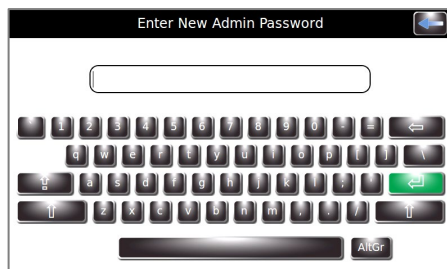 Enter New Admin Password
1 2 3 4 5 6 7 8 9 0 - =
q w e r t y u i o p [ ] \
a s d f g h j k l ; '
z x c v b n m , . /
AltGr